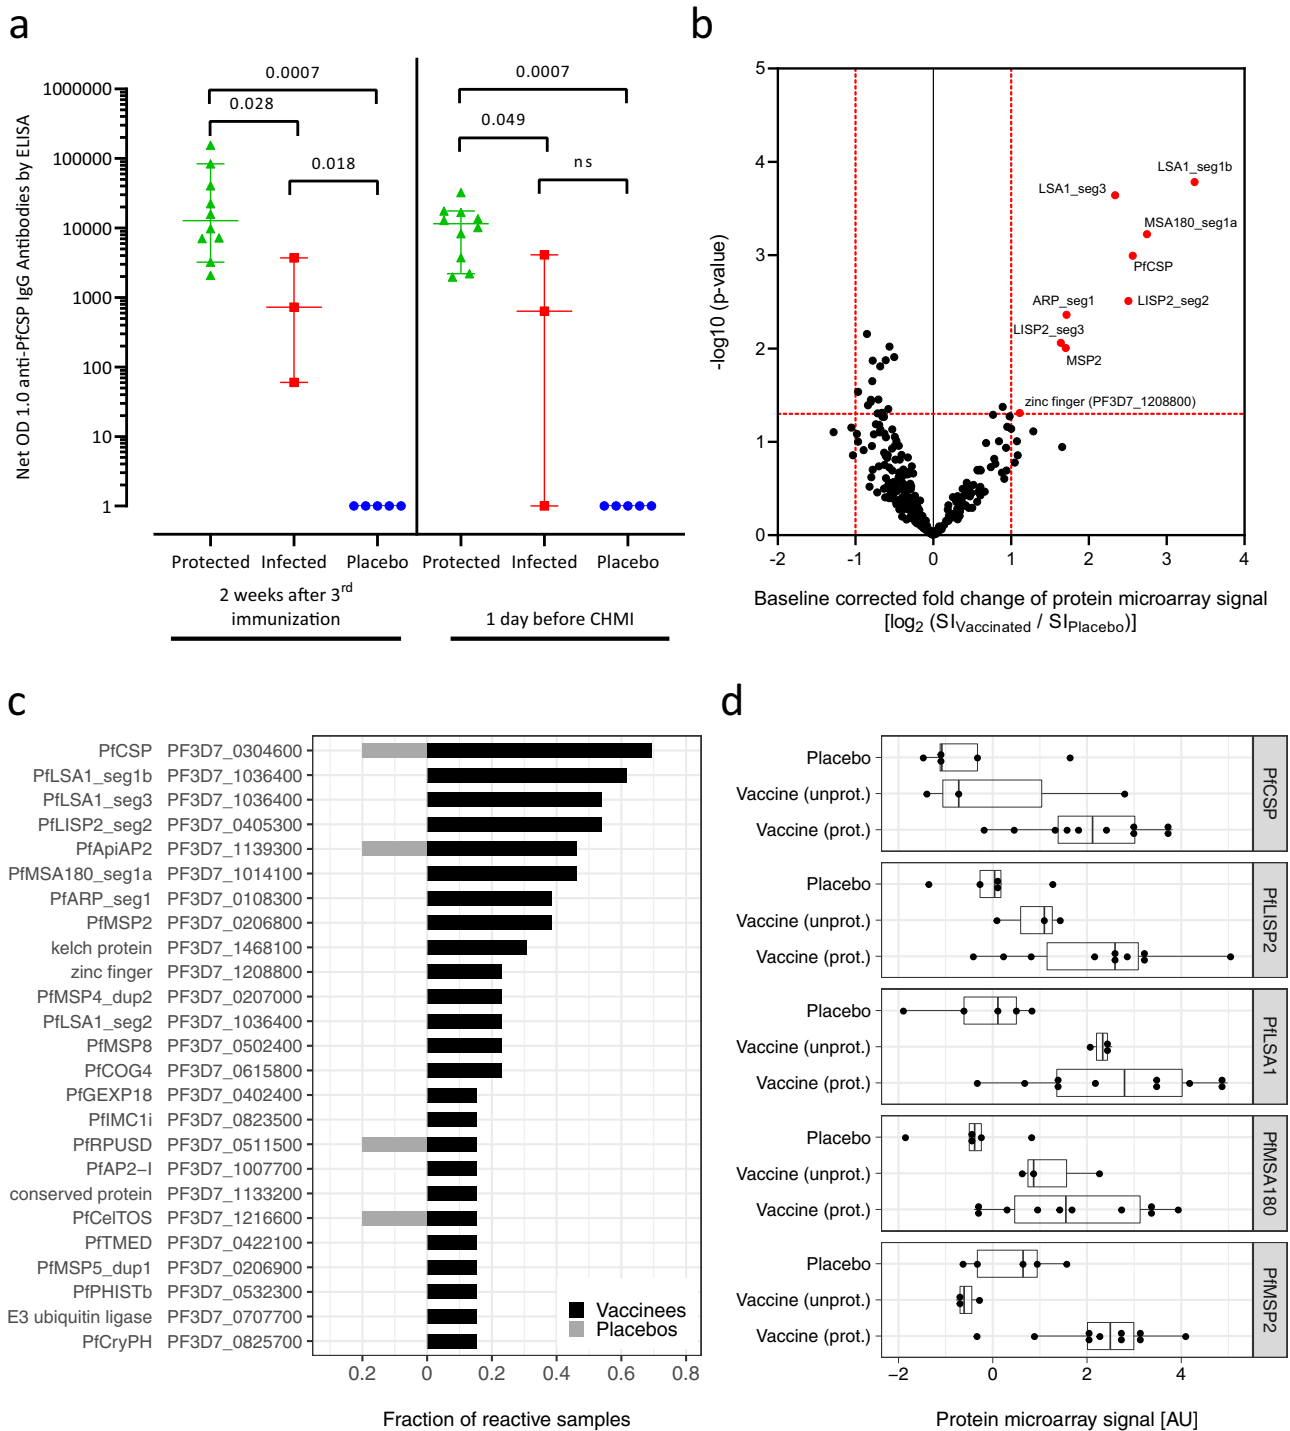 a
Net OD 1.0 anti-PfCSP IgG Antibodies by ELISA
1000000
100000
10000
1000
100
10
1
0.0007
0.028
0.018
0.0007
0.049
ns
Protected
Infected
Placebo
Protected
Infected
Placebo
2 weeks after 3rd
immunization
1 day before CHMI
b
-log10 (p-value)
5
4
3
2
1
0
-2
-1
0
1
2
3
4
LSA1_seg1b
LSA1_seg3
MSA180_seg1a
PfCSP
LISP2_seg2
ARP_seg1
LISP2_seg3
MSP2
zinc finger (PF3D7_1208800)
Baseline corrected fold change of protein microarray signal
[log2 (SIVaccinated / SIPlacebo)]
c
PfCSP PF3D7_0304600
PfLSA1_seg1b PF3D7_1036400
PfLSA1_seg3 PF3D7_1036400
PfLISP2_seg2 PF3D7_0405300
PfApiAP2 PF3D7_1139300
PfMSA180_seg1a PF3D7_1014100
PfARP_seg1 PF3D7_0108300
PfMSP2 PF3D7_0206800
kelch protein PF3D7_1468100
zinc finger PF3D7_1208800
PfMSP4_dup2 PF3D7_0207000
PfLSA1_seg2 PF3D7_1036400
PfMSP8 PF3D7_0502400
PfCOG4 PF3D7_0615800
PfGEXP18 PF3D7_0402400
PfIMC1i PF3D7_0823500
PfRPUSD PF3D7_0511500
PfAP2−I PF3D7_1007700
conserved protein PF3D7_1133200
PfCelTOS PF3D7_1216600
PfTMED PF3D7_0422100
PfMSP5_dup1 PF3D7_0206900
PfPHISTb PF3D7_0532300
E3 ubiquitin ligase PF3D7_0707700
PfCryPH PF3D7_0825700
Vaccinees
Placebos
0.2
0
0.2
0.4
0.6
0.8
Fraction of reactive samples
d
Placebo
Vaccine (unprot.)
Vaccine (prot.)
PfCSP
Placebo
Vaccine (unprot.)
Vaccine (prot.)
PfLISP2
Placebo
Vaccine (unprot.)
Vaccine (prot.)
PfLSA1
Placebo
Vaccine (unprot.)
Vaccine (prot.)
PfMSA180
Placebo
Vaccine (unprot.)
Vaccine (prot.)
PfMSP2
−2
0
2
4
Protein microarray signal [AU]